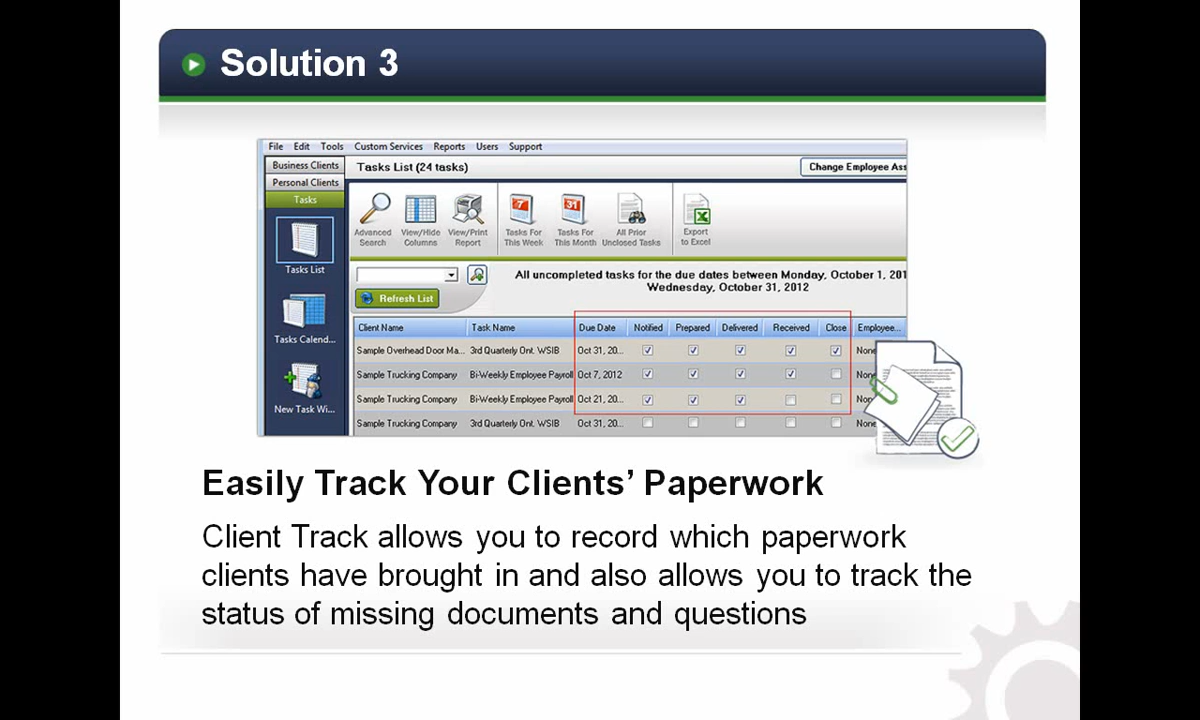 Solution 3
File Edit Tools Custom Services Reports Users Support
Business Clients
Personal Clients
Tasks
Tasks List
Tasks Calend...
New Task Wi...
Tasks List (24 tasks)
Change Employee Ass
Advanced Search
View/Hide Columns
View/Print Report
Tasks For This Week
Tasks For This Month
All Prior Unclosed Tasks
Export to Excel
All uncompleted tasks for the due dates between Monday, October 1, 201
Wednesday, October 31, 2012
Refresh List
Client Name Task Name Due Date Notified Prepared Delivered Received Close Employee...
Sample Overhead Door Ma... 3rd Quarterly Ont. WSIB Oct 31, 20... None
Sample Trucking Company Bi-Weekly Employee Payroll Oct 7, 2012 None
Sample Trucking Company Bi-Weekly Employee Payroll Oct 21, 20... None
Sample Trucking Company 3rd Quarterly Ont. WSIB Oct 31, 20... None
Easily Track Your Clients’ Paperwork
Client Track allows you to record which paperwork
clients have brought in and also allows you to track the
status of missing documents and questions